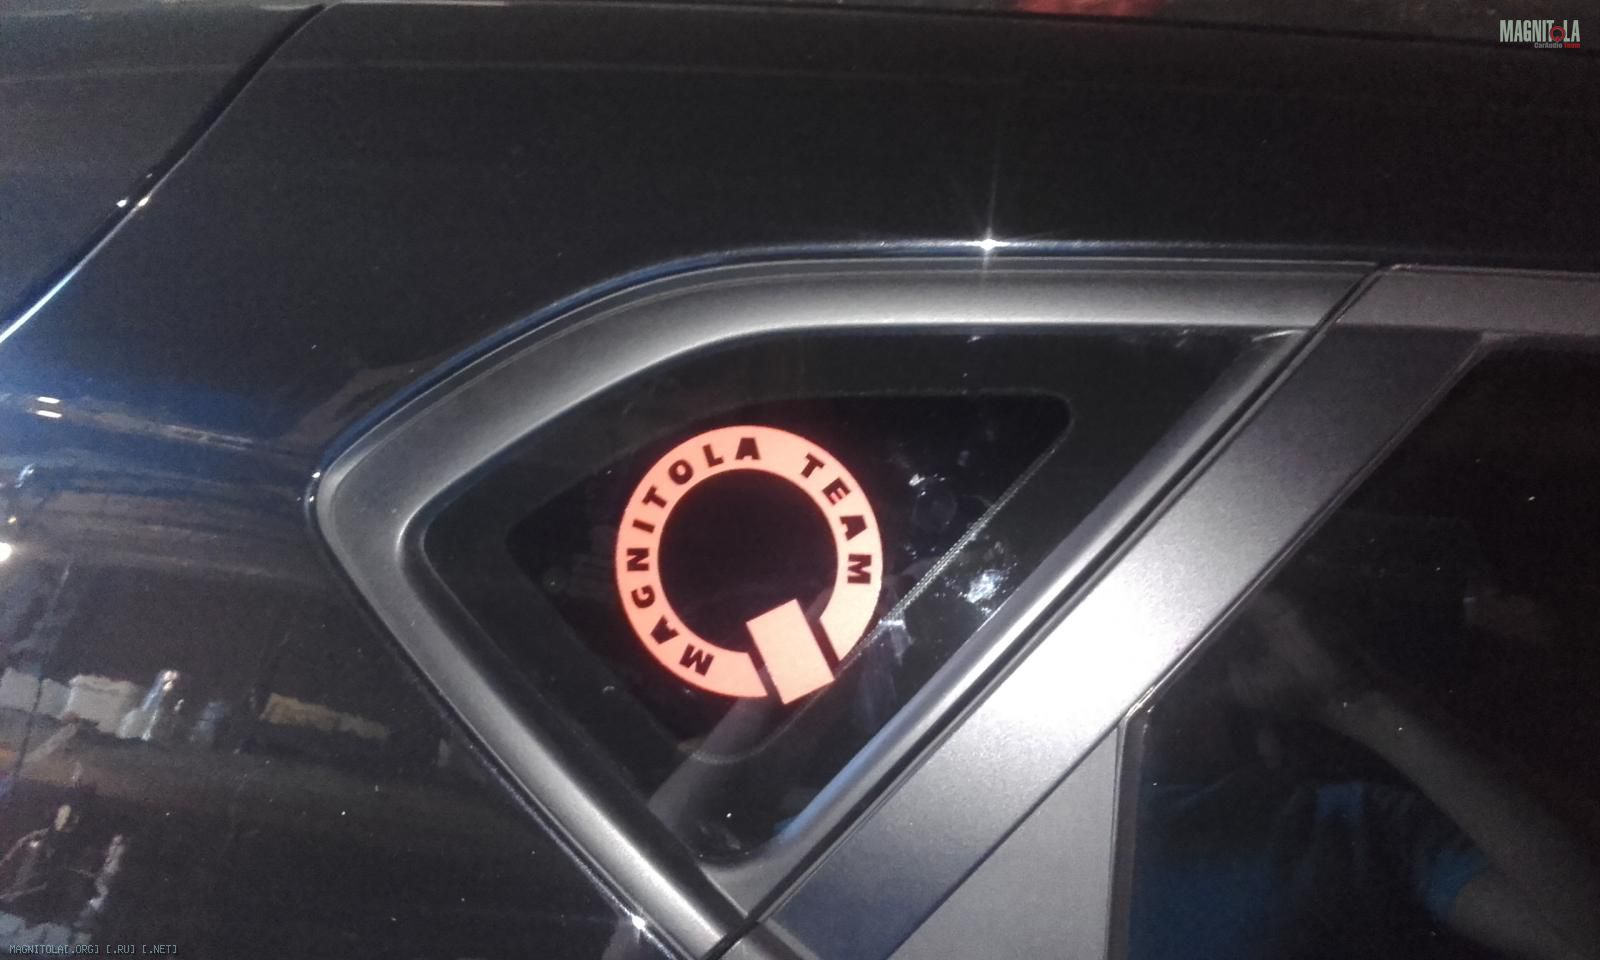 MAGNITOLA
CarAudio Team
MAGNITOLA TEAM
MAGNITOLA[.ORG] [.RU] [.NET]